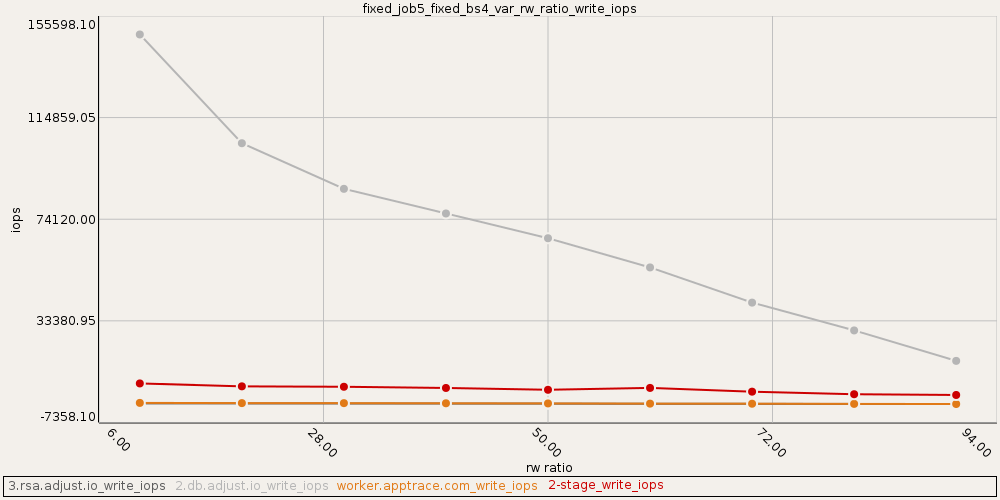 fixed_job5_fixed_bs4_var_rw_ratio_write_iops
155598.10
114859.05
74120.00
33380.95
-7358.10
iops
6.00
28.00
50.00
72.00
94.00
rw ratio
3.rsa.adjust.io_write_iops 2.db.adjust.io_write_iops worker.apptrace.com_write_iops 2-stage_write_iops